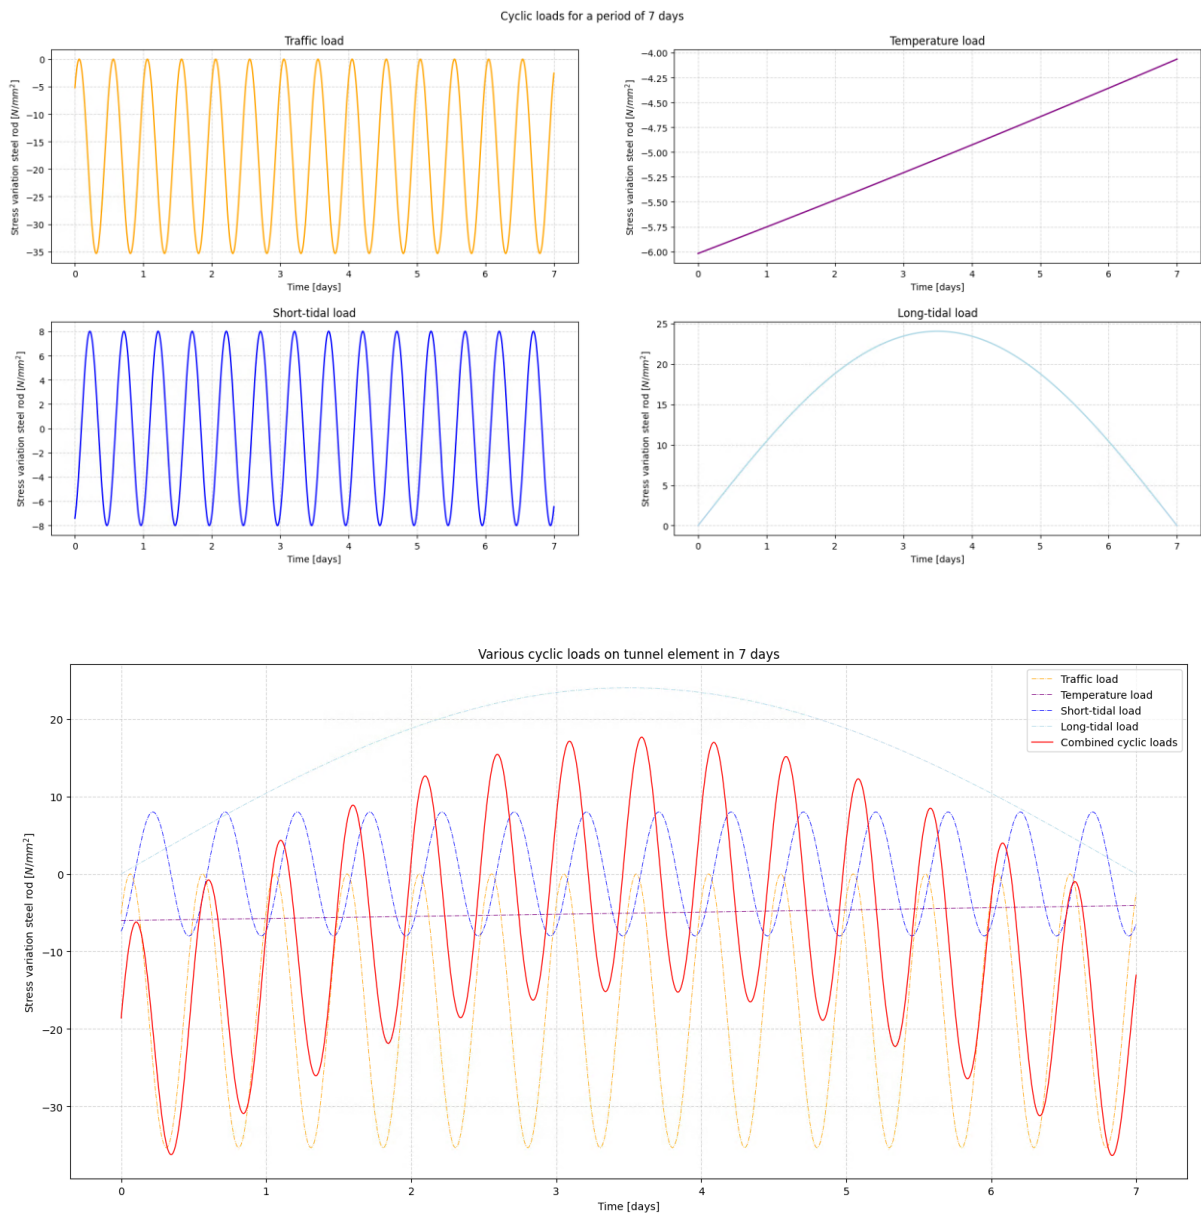 Cyclic loads for a period of 7 days
Traffic load
Stress variation steel rod [N/mm²]
0
−5
−10
−15
−20
−25
−30
−35
0 1 2 3 4 5 6 7
Time [days]
Temperature load
Stress variation steel rod [N/mm²]
−4.00
−4.25
−4.50
−4.75
−5.00
−5.25
−5.50
−5.75
−6.00
0 1 2 3 4 5 6 7
Time [days]
Short-tidal load
Stress variation steel rod [N/mm²]
8
6
4
2
0
−2
−4
−6
−8
0 1 2 3 4 5 6 7
Time [days]
Long-tidal load
Stress variation steel rod [N/mm²]
25
20
15
10
5
0
0 1 2 3 4 5 6 7
Time [days]
Various cyclic loads on tunnel element in 7 days
Stress variation steel rod [N/mm²]
20
10
0
−10
−20
−30
Traffic load
Temperature load
Short-tidal load
Long-tidal load
Combined cyclic loads
0 1 2 3 4 5 6 7
Time [days]